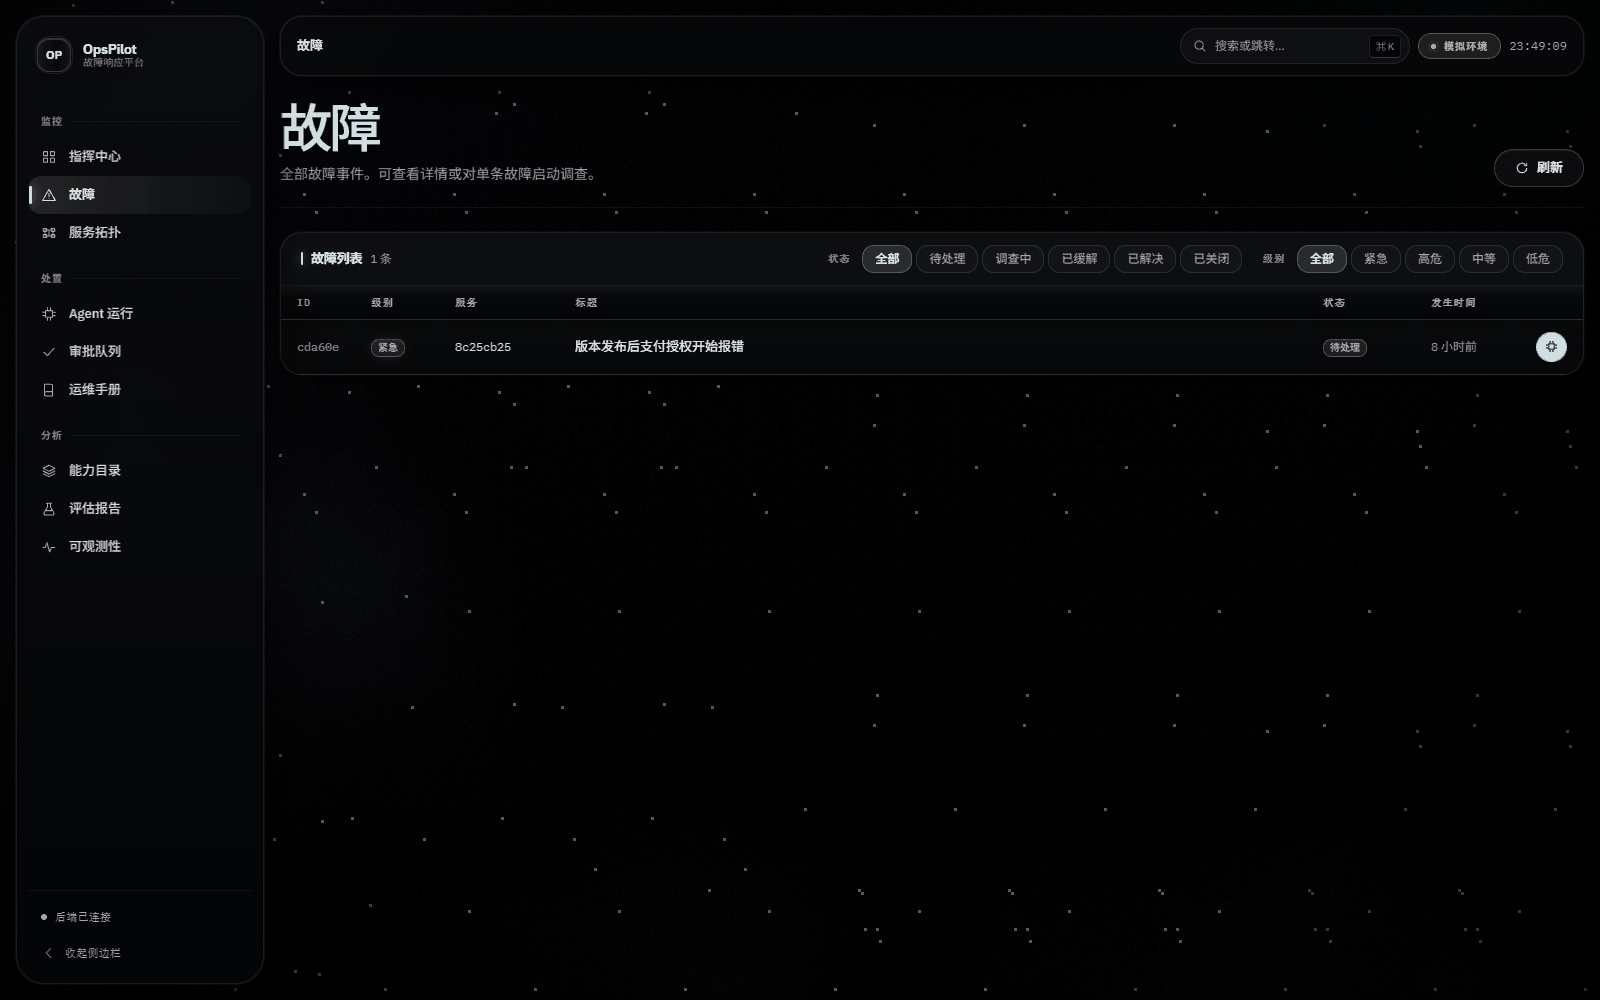 OP
OpsPilot
故障响应平台
监控
指挥中心
故障
服务拓扑
处置
Agent 运行
审批队列
运维手册
分析
能力目录
评估报告
可观测性
后端已连接
收起侧边栏
故障
搜索或跳转...
⌘K
模拟环境
23:49:09
故障
全部故障事件。可查看详情或对单条故障启动调查。
刷新
故障列表 1 条
状态 全部 待处理 调查中 已缓解 已解决 已关闭 级别 全部 紧急 高危 中等 低危
ID 级别 服务 标题 状态 发生时间
cda60e 紧急 8c25cb25 版本发布后支付授权开始报错 待处理 8 小时前